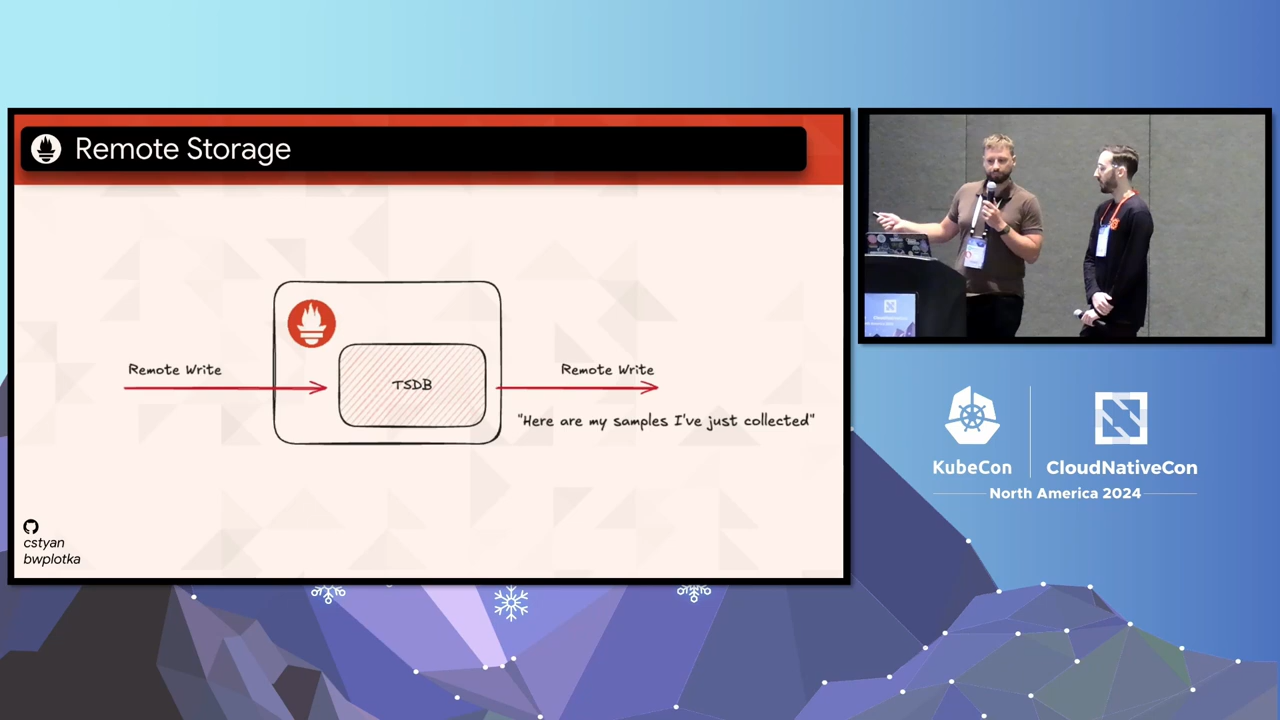 Remote Storage
Remote Write
TSDB
Remote Write
"Here are my samples I've just collected"
cstyan
bwplotka
CloudNativeCon
KubeCon
CloudNativeCon
North America 2024